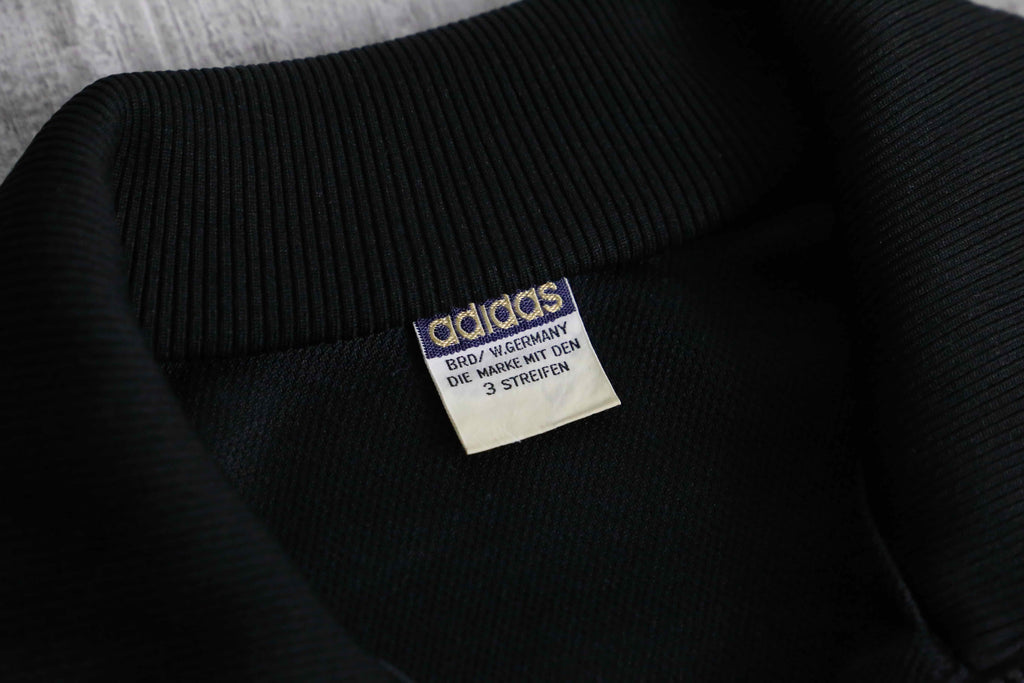 adidas
BRD/ W.GERMANY
DIE MARKE MIT DEN
3 STREIFEN